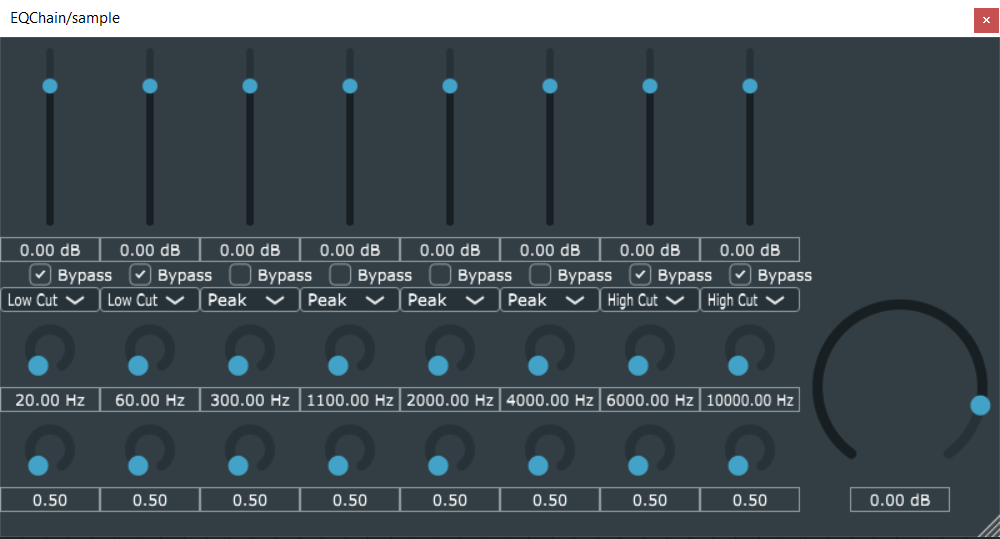 EQChain/sample
0.00 dB 0.00 dB 0.00 dB 0.00 dB 0.00 dB 0.00 dB 0.00 dB 0.00 dB
Bypass Bypass Bypass Bypass Bypass Bypass Bypass Bypass
Low Cut Low Cut Peak Peak Peak Peak High Cut High Cut
20.00 Hz 60.00 Hz 300.00 Hz 1100.00 Hz 2000.00 Hz 4000.00 Hz 6000.00 Hz 10000.00 Hz
0.50 0.50 0.50 0.50 0.50 0.50 0.50 0.50 0.00 dB